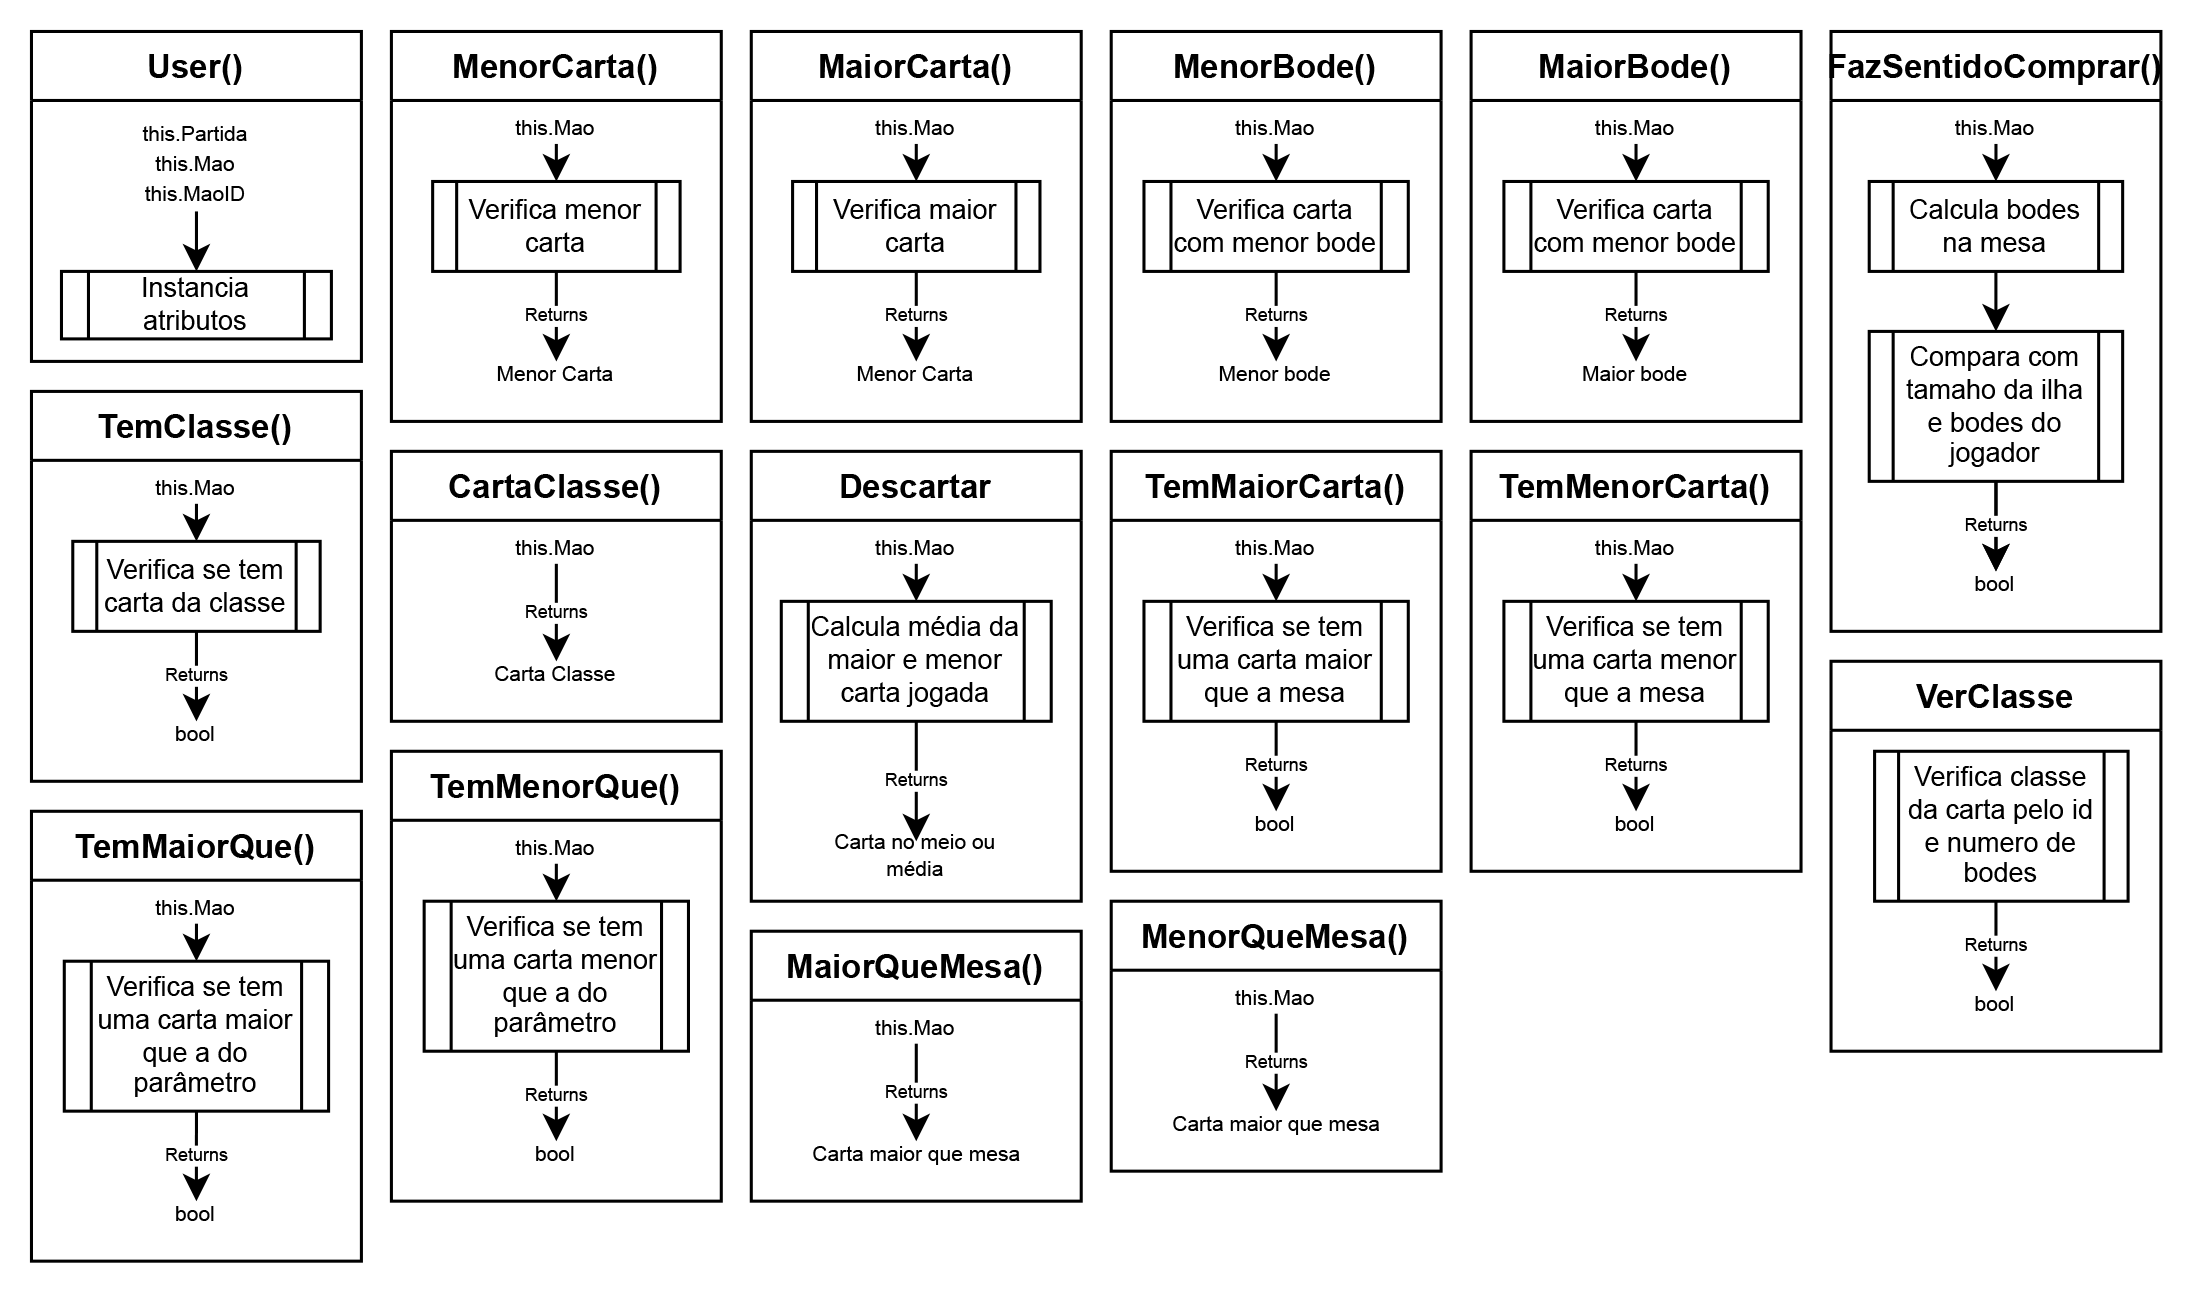 User()
this.Partida
this.Mao
this.MaoID
Instancia
atributos
MenorCarta()
this.Mao
Verifica menor
carta
Returns
Menor Carta
MaiorCarta()
this.Mao
Verifica maior
carta
Returns
Menor Carta
MenorBode()
this.Mao
Verifica carta
com menor bode
Returns
Menor bode
MaiorBode()
this.Mao
Verifica carta
com menor bode
Returns
Maior bode
FazSentidoComprar()
this.Mao
Calcula bodes
na mesa
Compara com
tamaho da ilha
e bodes do
jogador
Returns
bool
TemClasse()
this.Mao
Verifica se tem
carta da classe
Returns
bool
CartaClasse()
this.Mao
Returns
Carta Classe
Descartar
this.Mao
Calcula média da
maior e menor
carta jogada
Returns
Carta no meio ou
média
TemMaiorCarta()
this.Mao
Verifica se tem
uma carta maior
que a mesa
Returns
bool
TemMenorCarta()
this.Mao
Verifica se tem
uma carta menor
que a mesa
Returns
bool
VerClasse
Verifica classe
da carta pelo id
e numero de
bodes
Returns
bool
TemMaiorQue()
this.Mao
Verifica se tem
uma carta maior
que a do
parâmetro
Returns
bool
TemMenorQue()
this.Mao
Verifica se tem
uma carta menor
que a do
parâmetro
Returns
bool
MaiorQueMesa()
this.Mao
Returns
Carta maior que mesa
MenorQueMesa()
this.Mao
Returns
Carta maior que mesa